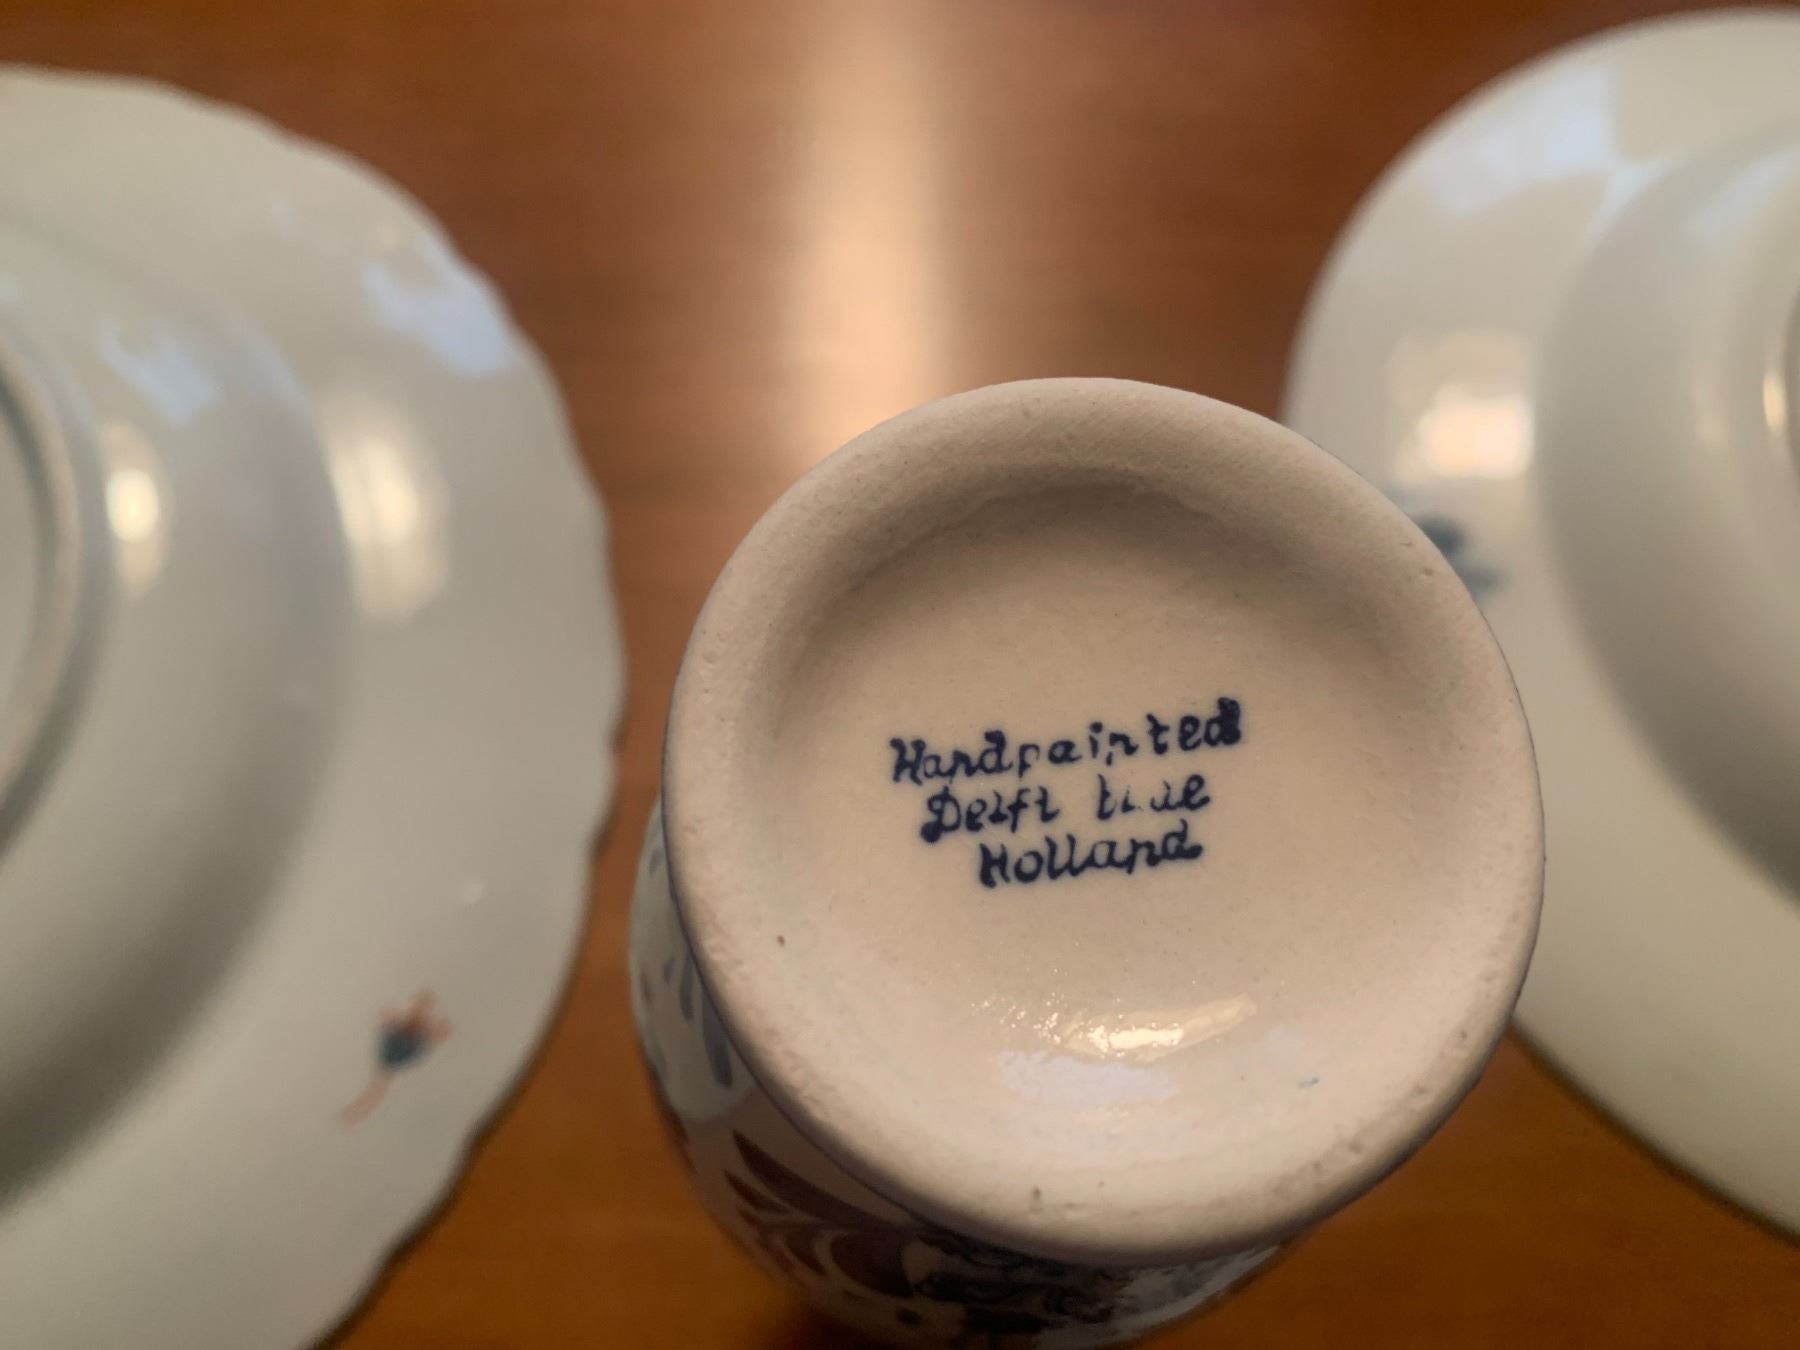 Handpainted
Delft blue
Holland